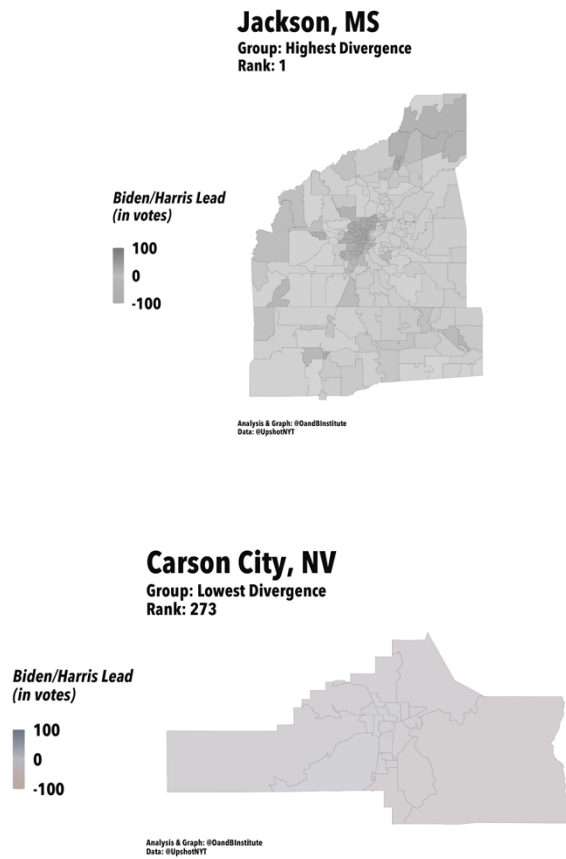 Jackson, MS
Group: Highest Divergence
Rank: 1
Biden/Harris Lead
(in votes)
100
0
-100
Analysis & Graph: @OandBInstitute
Data: @UpshotNYT
Carson City, NV
Group: Lowest Divergence
Rank: 273
Biden/Harris Lead
(in votes)
100
0
-100
Analysis & Graph: @OandBInstitute
Data: @UpshotNYT